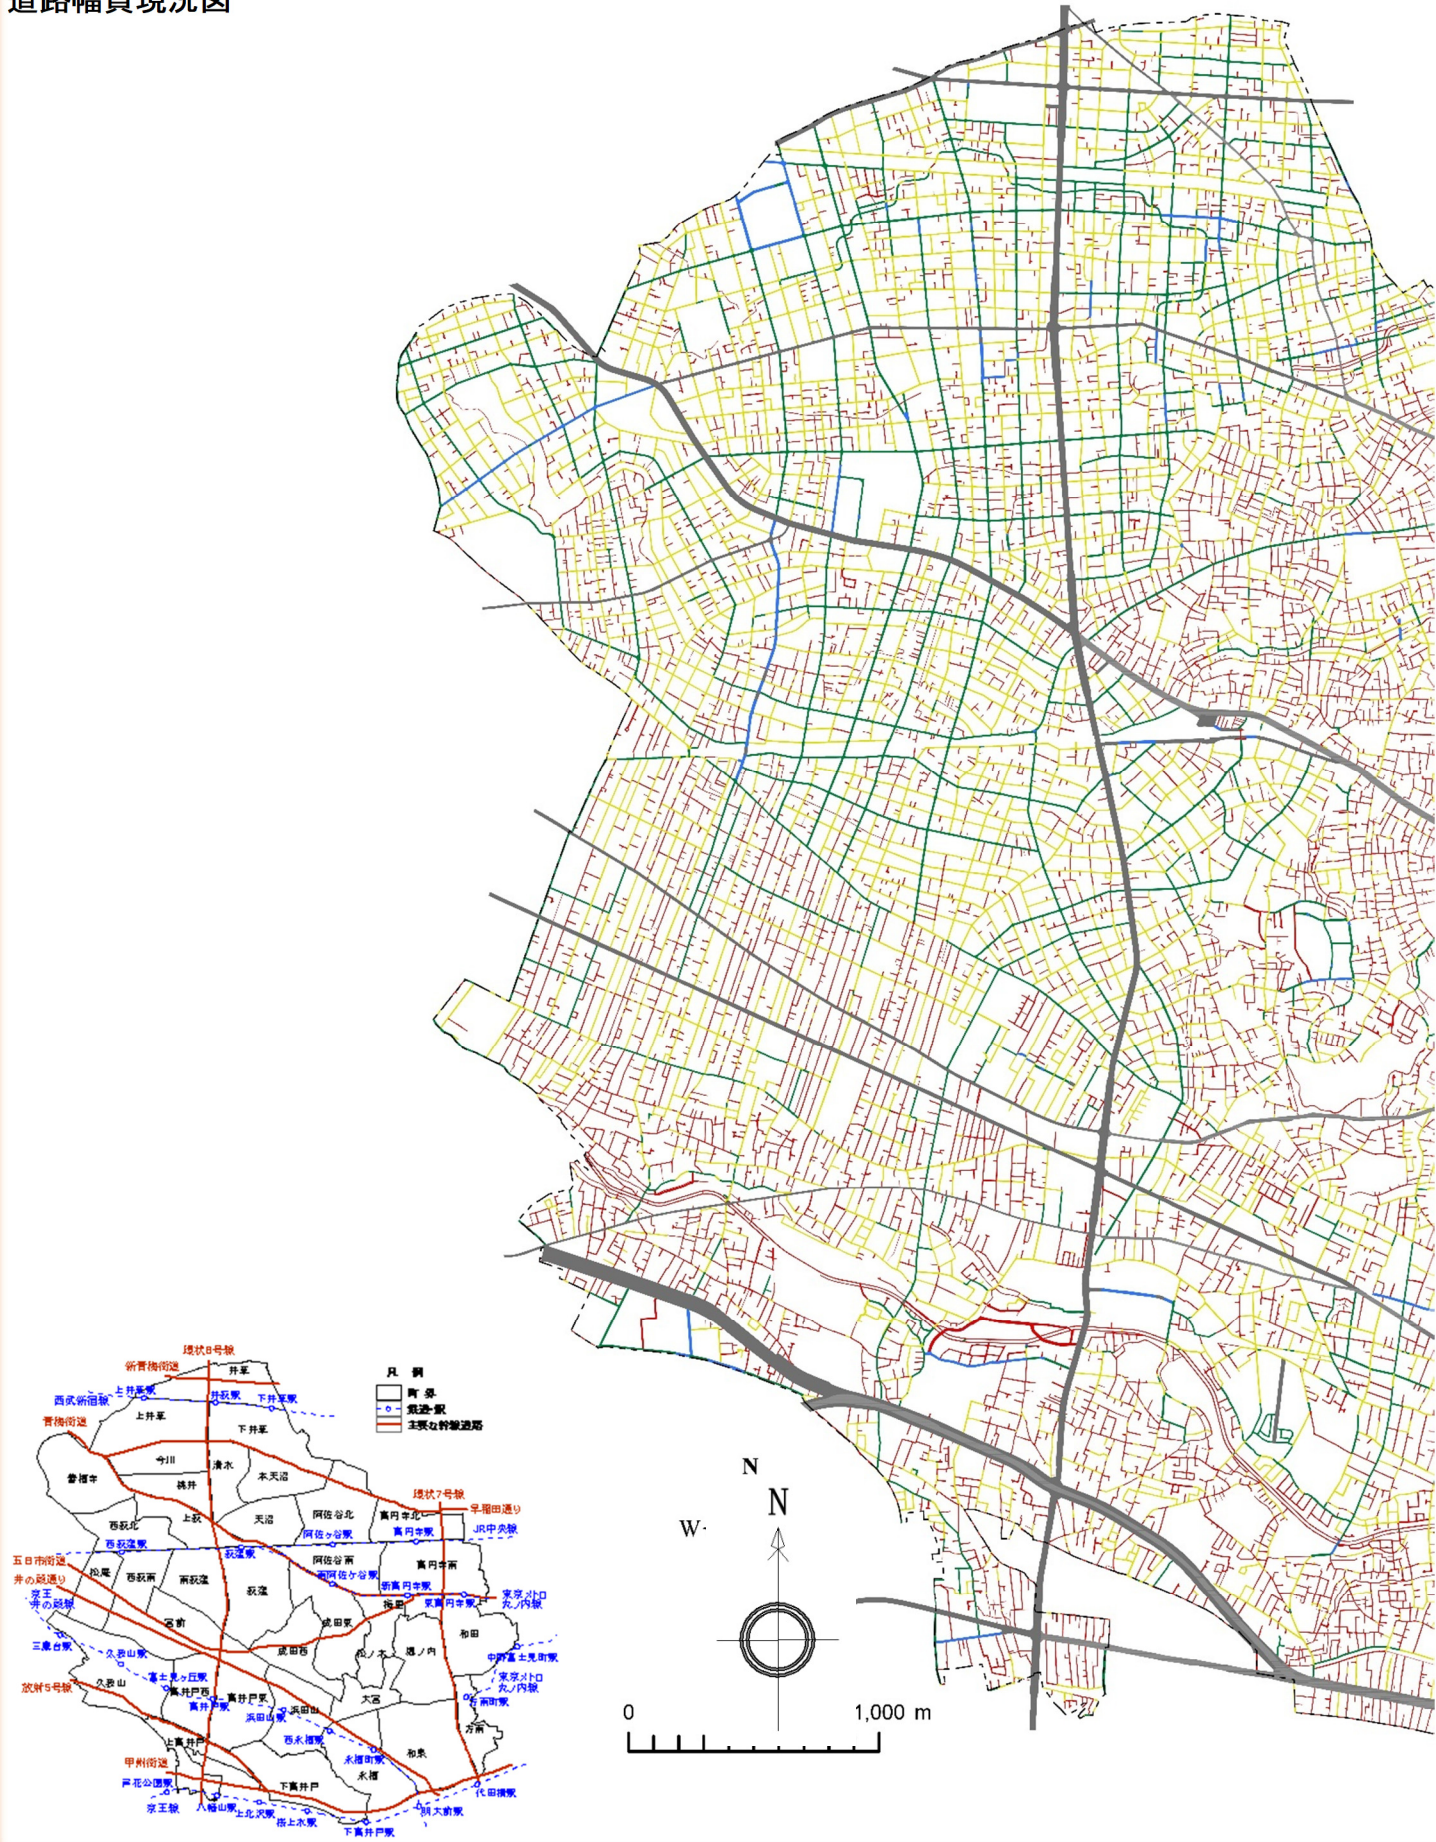 道路幅員現況図
環状8号線
新青梅街道
井草
上井草駅
井荻駅
下井草駅
西武新宿線
上井草
青梅街道
下井草
凡 例
町 界
鉄道・駅
主要な幹線道路
今川
清水
善福寺
桃井
本天沼
環状7号線
早稲田通り
上荻
天沼
阿佐谷北
高円寺北
西荻北
阿佐ヶ谷駅
高円寺駅
JR中央線
西荻窪駅
荻窪駅
五日市街道
松庵
西荻南
南荻窪
阿佐谷南
高円寺南
南阿佐ケ谷駅
井の頭通り
荻窪
新高円寺駅
京王
井の頭線
梅里
東高円寺駅
東京メトロ
丸ノ内線
宮前
成田東
和田
三鷹台駅
久我山駅
成田西
松ノ木
堀ノ内
中野富士見町駅
富士見ヶ丘駅
東京メトロ
丸ノ内線
放射5号線
久我山
高井戸西
高井戸東
大宮
方南町駅
高井戸駅
浜田山
浜田山駅
方南
上高井戸
西永福駅
和泉
永福町駅
甲州街道
永福
芦花公園駅
下高井戸
代田橋駅
京王線
八幡山駅
上北沢駅
明大前駅
桜上水駅
下高井戸駅
N
N
W
0
1,000 m